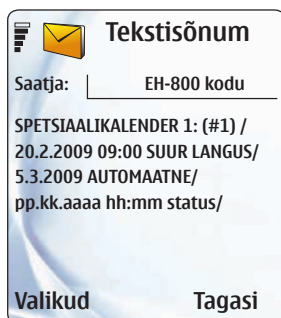 Tekstisõnum
Saatja: EH-800 kodu
SPETSIAALIKALENDER 1: (#1) /
20.2.2009 09:00 SUUR LANGUS/
5.3.2009 AUTOMAATNE/
pp.kk.aaaa hh:mm status/
Valikud Tagasi